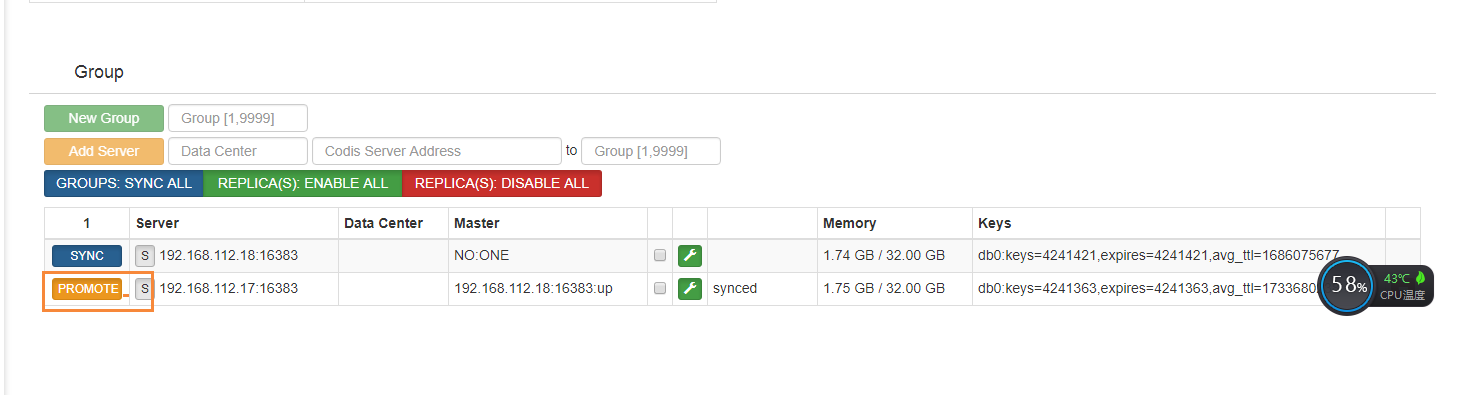 Group
New Group Group [1,9999]
Add Server Data Center Codis Server Address to Group [1,9999]
GROUPS: SYNC ALL REPLICA(S): ENABLE ALL REPLICA(S): DISABLE ALL
1 Server Data Center Master Memory Keys
SYNC S 192.168.112.18:16383 NO:ONE 1.74 GB / 32.00 GB db0:keys=4241421,expires=4241421,avg_ttl=1686075677
PROMOTE S 192.168.112.17:16383 192.168.112.18:16383:up synced 1.75 GB / 32.00 GB db0:keys=4241363,expires=4241363,avg_ttl=173368
58% 43℃
CPU温度